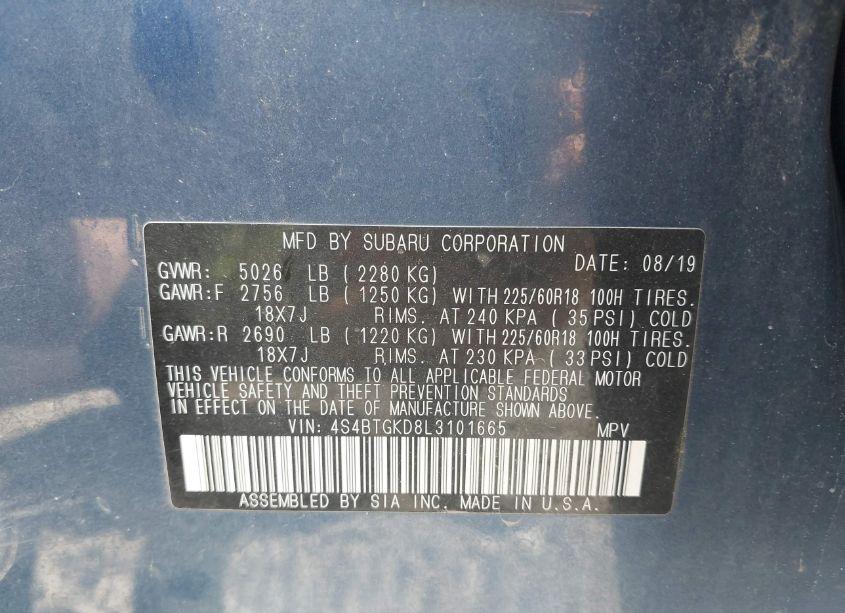 MFD BY SUBARU CORPORATION
DATE: 08/19
GVWR: 5026 LB ( 2280 KG)
GAWR:F 2756 LB ( 1250 KG) WITH 225/60R18 100H TIRES.
18X7J RIMS. AT 240 KPA ( 35 PSI) COLD
GAWR:R 2690 LB ( 1220 KG) WITH 225/60R18 100H TIRES.
18X7J RIMS. AT 230 KPA ( 33 PSI) COLD
THIS VEHICLE CONFORMS TO ALL APPLICABLE FEDERAL MOTOR
VEHICLE SAFETY AND THEFT PREVENTION STANDARDS
IN EFFECT ON THE DATE OF MANUFACTURE SHOWN ABOVE.
VIN: 4S4BTGKD8L3101665 MPV
ASSEMBLED BY SIA INC. MADE IN U.S.A.